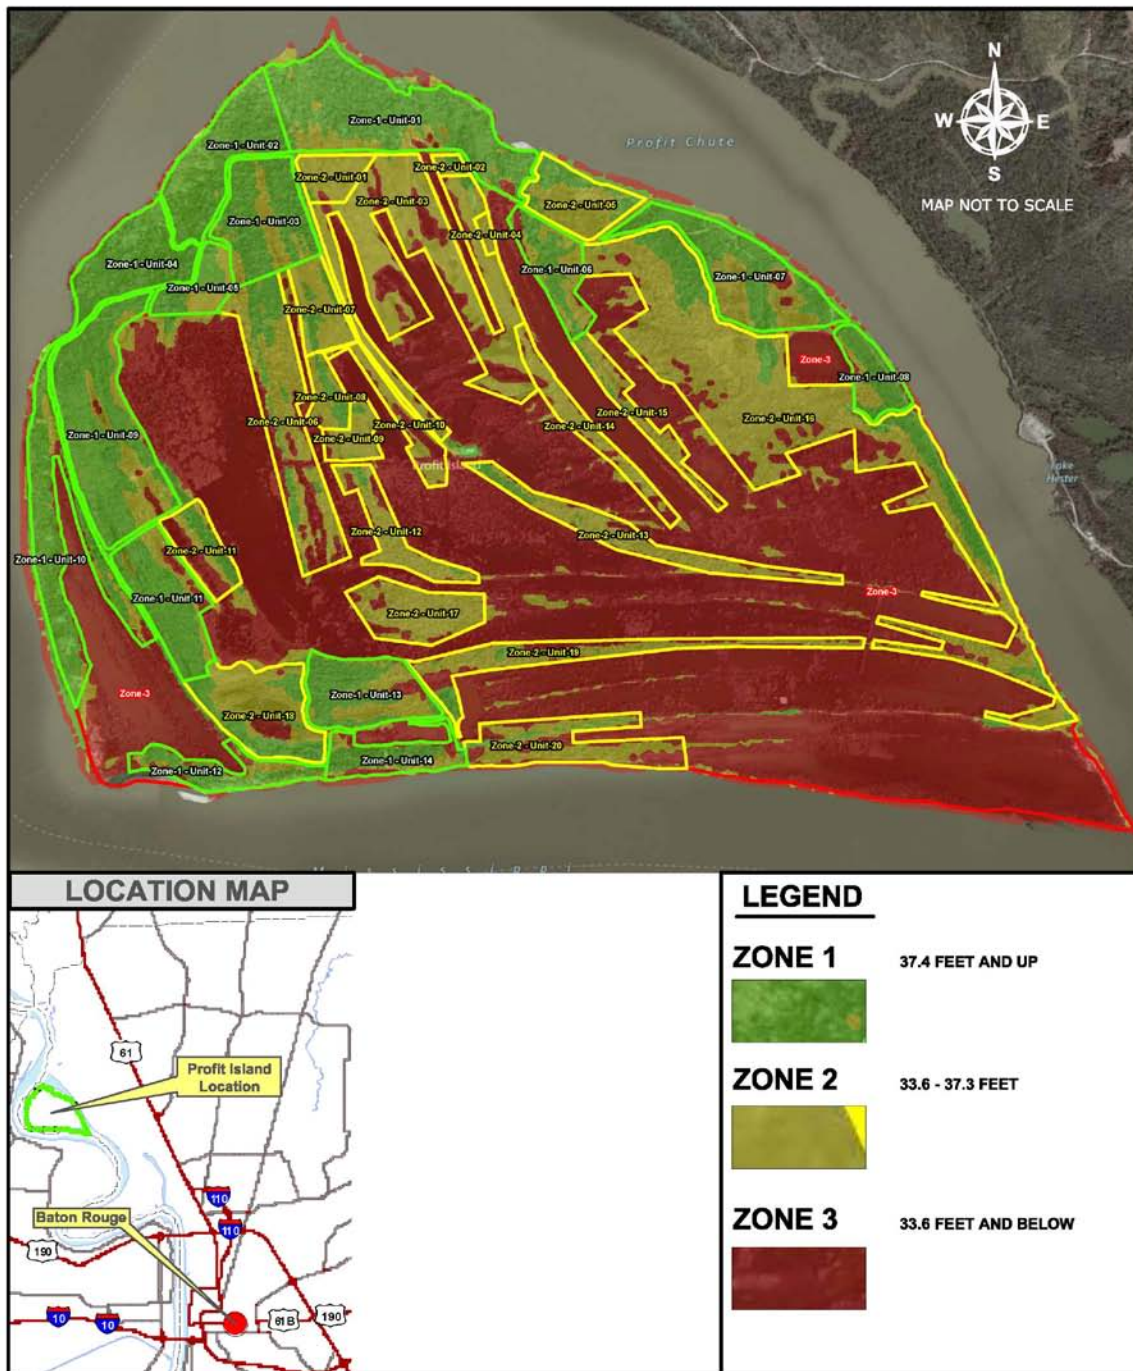 N
W E
S
MAP NOT TO SCALE
Profit Chute
Zone-1 - Unit-01
Zone-1 - Unit-02
Zone-2 - Unit-01
Zone-2 - Unit-02
Zone-2 - Unit-03
Zone-2 - Unit-05
Zone-1 - Unit-03
Zone-2 - Unit-04
Zone-1 - Unit-04
Zone-1 - Unit-06
Zone-1 - Unit-07
Zone-1 - Unit-05
Zone-2 - Unit-07
Zone-3
Zone-1 - Unit-08
Zone-2 - Unit-08
Zone-2 - Unit-06
Zone-2 - Unit-10
Zone-2 - Unit-15
Zone-2 - Unit-16
Zone-1 - Unit-09
Zone-2 - Unit-14
Zone-2 - Unit-09
Profit Island
Lake
Hester
Zone-2 - Unit-12
Zone-2 - Unit-13
Zone-2 - Unit-11
Zone-1 - Unit-10
Zone-3
Zone-1 - Unit-11
Zone-2 - Unit-17
Zone-2 - Unit-19
Zone-3
Zone-1 - Unit-13
Zone-2 - Unit-18
Zone-2 - Unit-20
Zone-1 - Unit-14
Zone-1 - Unit-12
Mississippi
LOCATION MAP
61
Profit Island
Location
110
110
Baton Rouge
190
10
10
61B
190
LEGEND
ZONE 1 37.4 FEET AND UP
ZONE 2 33.6 - 37.3 FEET
ZONE 3 33.6 FEET AND BELOW